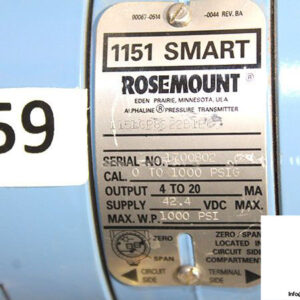 00067-0514 -0044 REV. BA
1151 SMART
ROSEMOUNT®
EDEN PRAIRIE, MINNESOTA, U.S.A
ALPHALINE® PRESSURE TRANSMITTER
59
SERIAL NO.
CAL. 0 TO 1000 PSIG
OUTPUT 4 TO 20 MA
SUPPLY 42.4 VDC MAX.
MAX. W.P. 1000 PSI
ZERO
SPAN
ZERO / SPAN
LOCATED IN
CIRCUIT SIDE
COMPARTMENT
CIRCUIT SIDE
TERMINAL SIDE